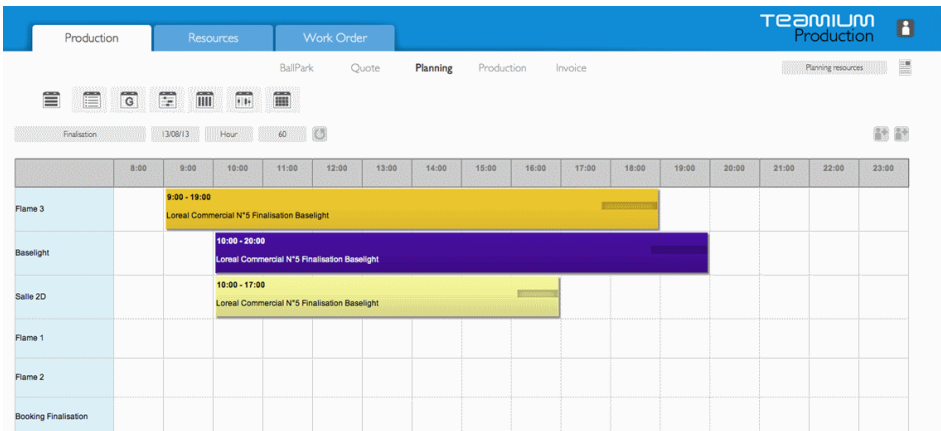 TEAMIUM
Production
Production Resources Work Order
BallPark Quote Planning Production Invoice
Planning resources
G
Finalisation 13/08/13 Hour 60
8:00 9:00 10:00 11:00 12:00 13:00 14:00 15:00 16:00 17:00 18:00 19:00 20:00 21:00 22:00 23:00
Flame 3
9:00 - 19:00
Loreal Commercial N°5 Finalisation Baselight
Baselight
10:00 - 20:00
Loreal Commercial N°5 Finalisation Baselight
Salle 2D
10:00 - 17:00
Loreal Commercial N°5 Finalisation Baselight
Flame 1
Flame 2
Booking Finalisation